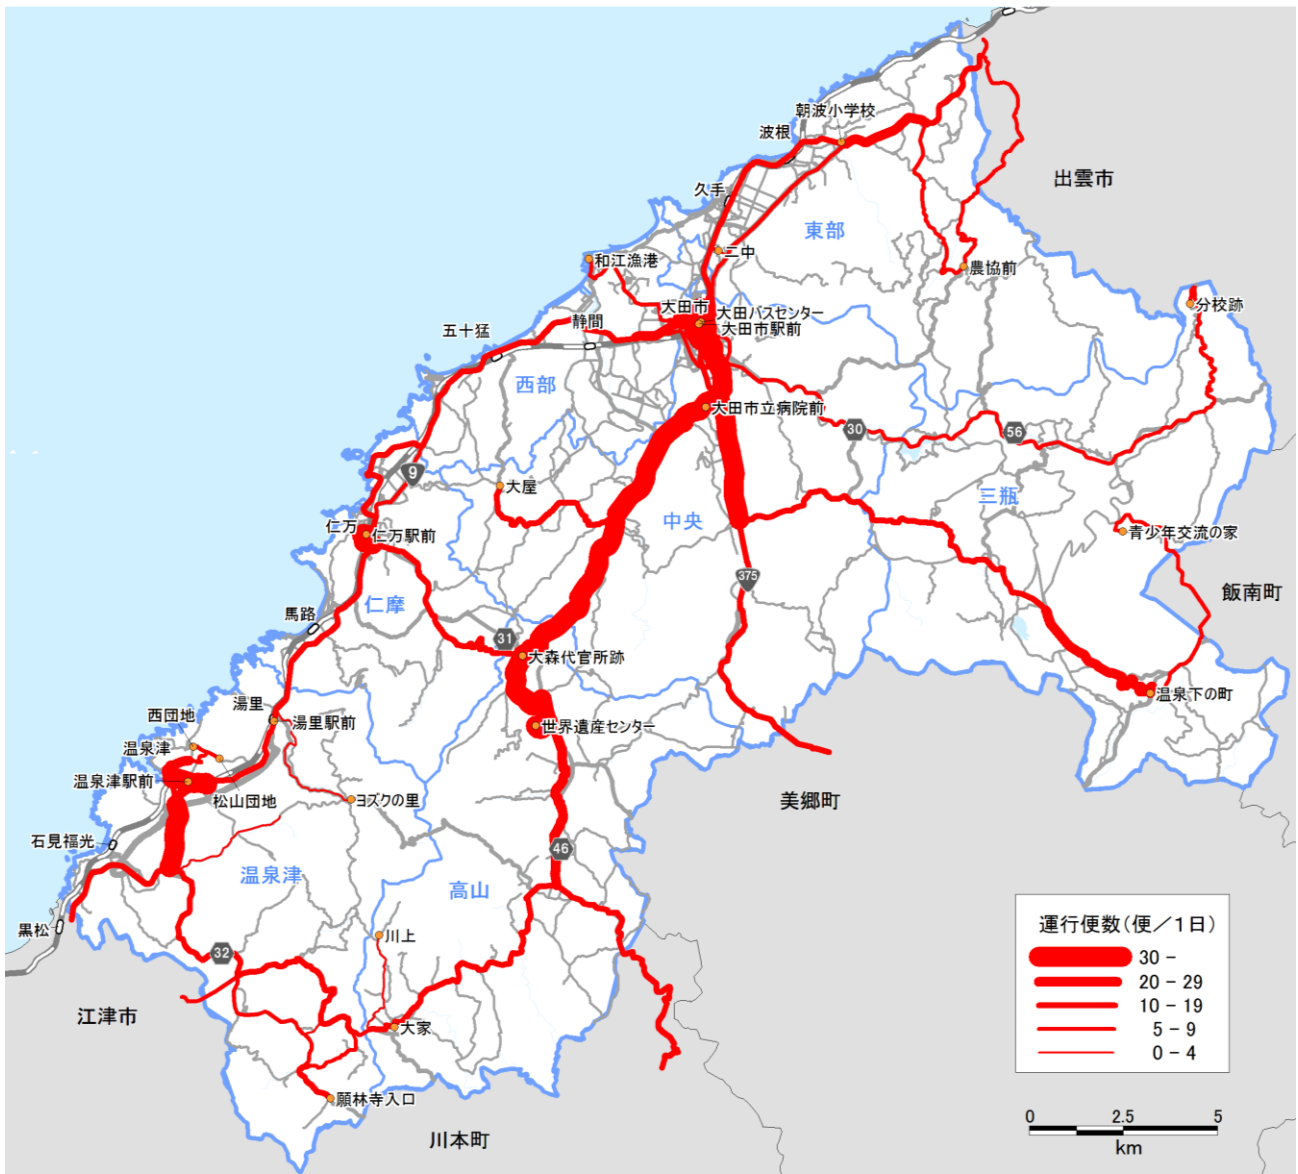 朝波小学校
波根
出雲市
久手
東部
二中
和江漁港
農協前
分校跡
大田市
大田バスセンター
大田市駅前
静間
五十猛
西部
大田市立病院前
30
56
9
大屋
三瓶
中央
仁万
仁万駅前
青少年交流の家
375
飯南町
仁摩
馬路
31
大森代官所跡
温泉下の町
湯里
湯里駅前
西団地
世界遺産センター
温泉津
温泉津駅前
松山団地
ヨズクの里
美郷町
石見福光
46
温泉津
高山
黒松
川上
32
江津市
大家
願林寺入口
川本町
運行便数(便/1日)
30 -
20 - 29
10 - 19
5 - 9
0 - 4
0 2.5 5
km